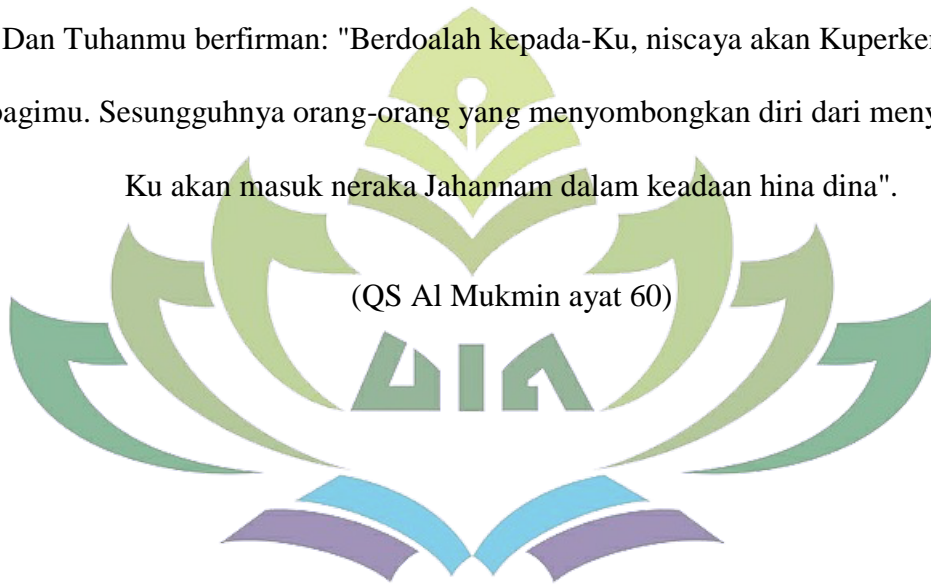 Dan Tuhanmu berfirman: "Berdoalah kepada-Ku, niscaya akan
bagimu. Sesungguhnya orang-orang yang menyombongkan diri dari
Ku akan masuk neraka Jahannam dalam keadaan hina dina".
(QS Al Mukmin ayat 60)
UIN